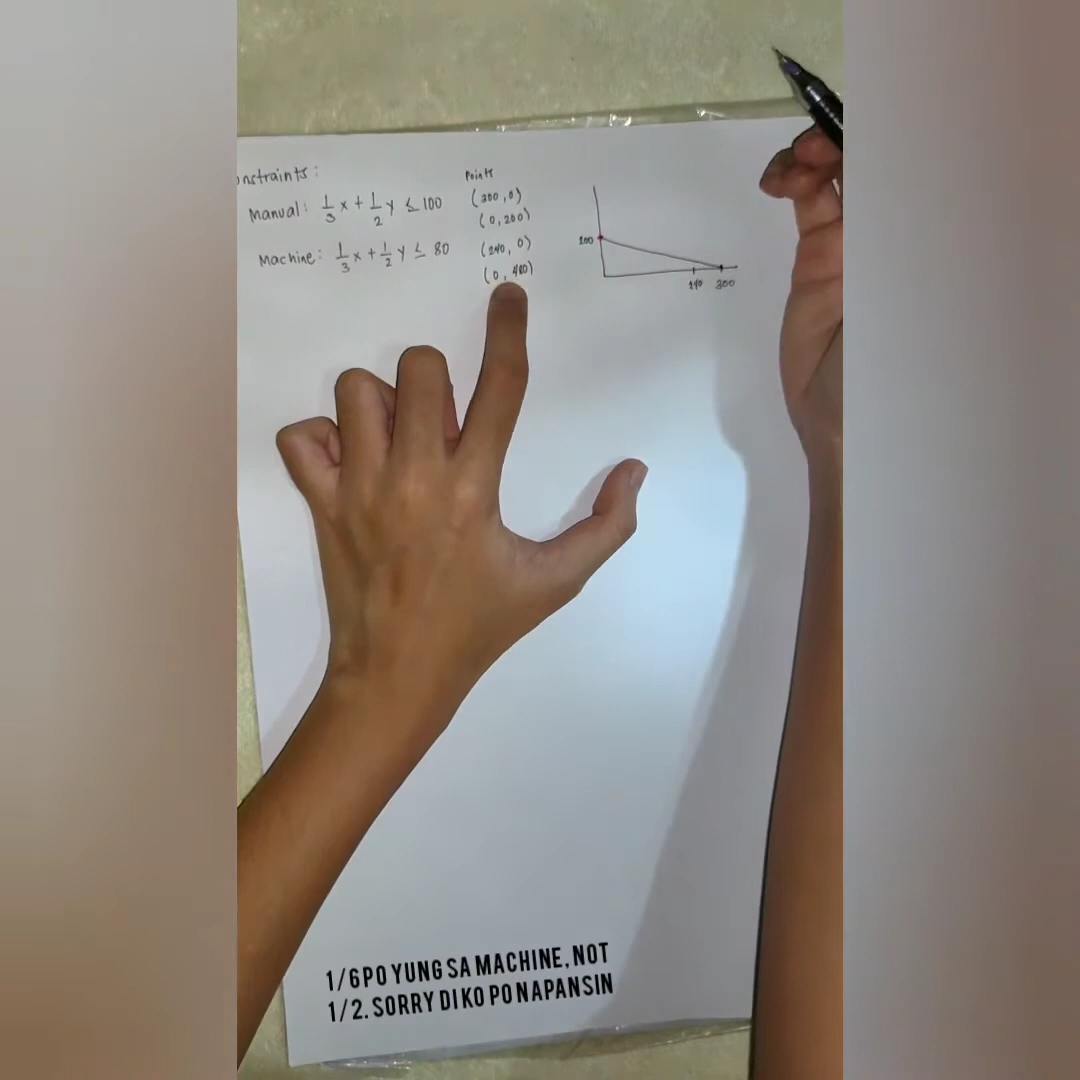 onstraints:
Manual: 1/3 x + 1/2 y ≤ 100
Machine: 1/3 x + 1/2 y ≤ 80
Points
(300, 0)
(0, 200)
(240, 0)
(0, 480)
200
240 300
1/6 PO YUNG SA MACHINE, NOT
1/2. SORRY DI KO PO NAPANSIN